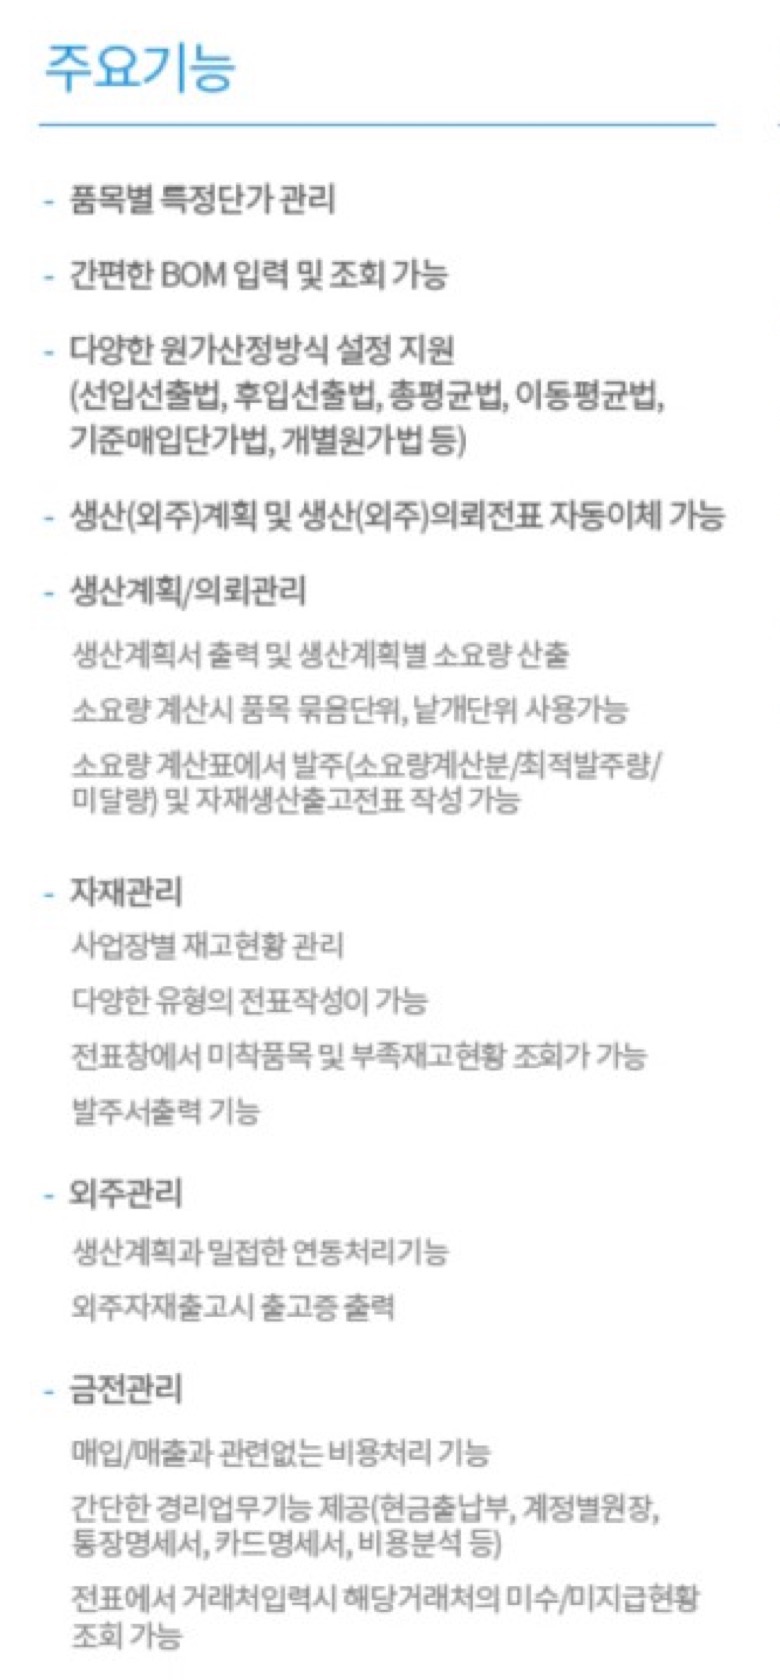 주요기능
- 품목별 특정단가 관리
- 간편한 BOM 입력 및 조회 가능
- 다양한 원가산정방식 설정 지원
(선입선출법, 후입선출법, 총평균법, 이동평균법,
기준매입단가법, 개별원가법 등)
- 생산(외주)계획 및 생산(외주)의뢰전표 자동이체 가능
- 생산계획/의뢰관리
생산계획서 출력 및 생산계획별 소요량 산출
소요량 계산시 품목 묶음단위, 낱개단위 사용가능
소요량 계산표에서 발주(소요량계산분/최적발주량/
미달량) 및 자재생산출고전표 작성 가능
- 자재관리
사업장별 재고현황 관리
다양한 유형의 전표작성이 가능
전표창에서 미착품목 및 부족재고현황 조회가 가능
발주서출력 기능
- 외주관리
생산계획과 밀접한 연동처리기능
외주자재출고시 출고증 출력
- 금전관리
매입/매출과 관련없는 비용처리 기능
간단한 경리업무기능 제공(현금출납부, 계정별원장,
통장명세서, 카드명세서, 비용분석 등)
전표에서 거래처입력시 해당거래처의 미수/미지급현황
조회 가능